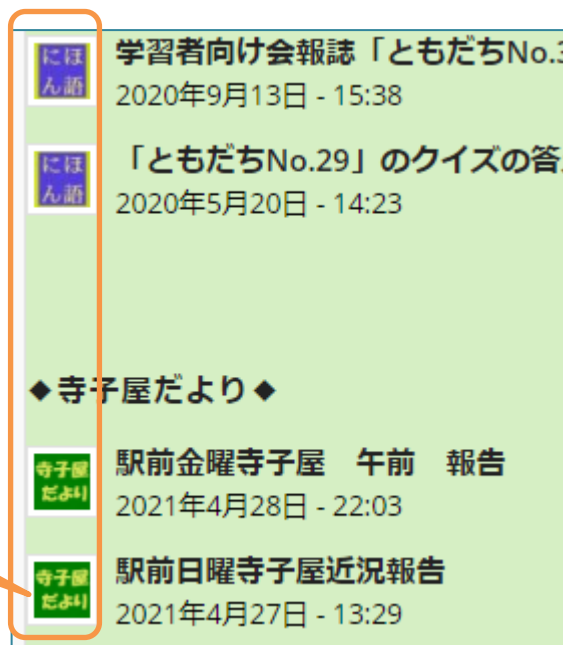 にほ
ん語
学習者向け会報誌「ともだちNo.
2020年9月13日 - 15:38
にほ
ん語
「ともだちNo.29」のクイズの答
2020年5月20日 - 14:23
◆寺子屋だより◆
寺子屋
だより
駅前金曜寺子屋　午前　報告
2021年4月28日 - 22:03
寺子屋
だより
駅前日曜寺子屋近況報告
2021年4月27日 - 13:29